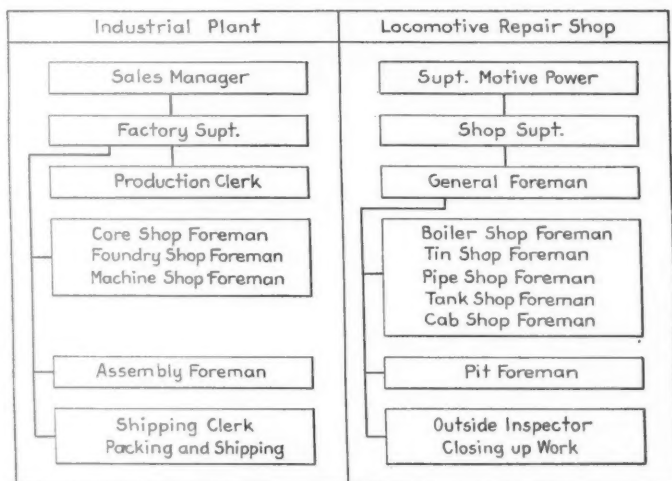 Industrial Plant
Sales Manager
Factory Supt.
Production Clerk
Core Shop Foreman
Foundry Shop Foreman
Machine Shop Foreman
Assembly Foreman
Shipping Clerk
Packing and Shipping
Locomotive Repair Shop
Supt. Motive Power
Shop Supt.
General Foreman
Boiler Shop Foreman
Tin Shop Foreman
Pipe Shop Foreman
Tank Shop Foreman
Cab Shop Foreman
Pit Foreman
Outside Inspector
Closing up Work